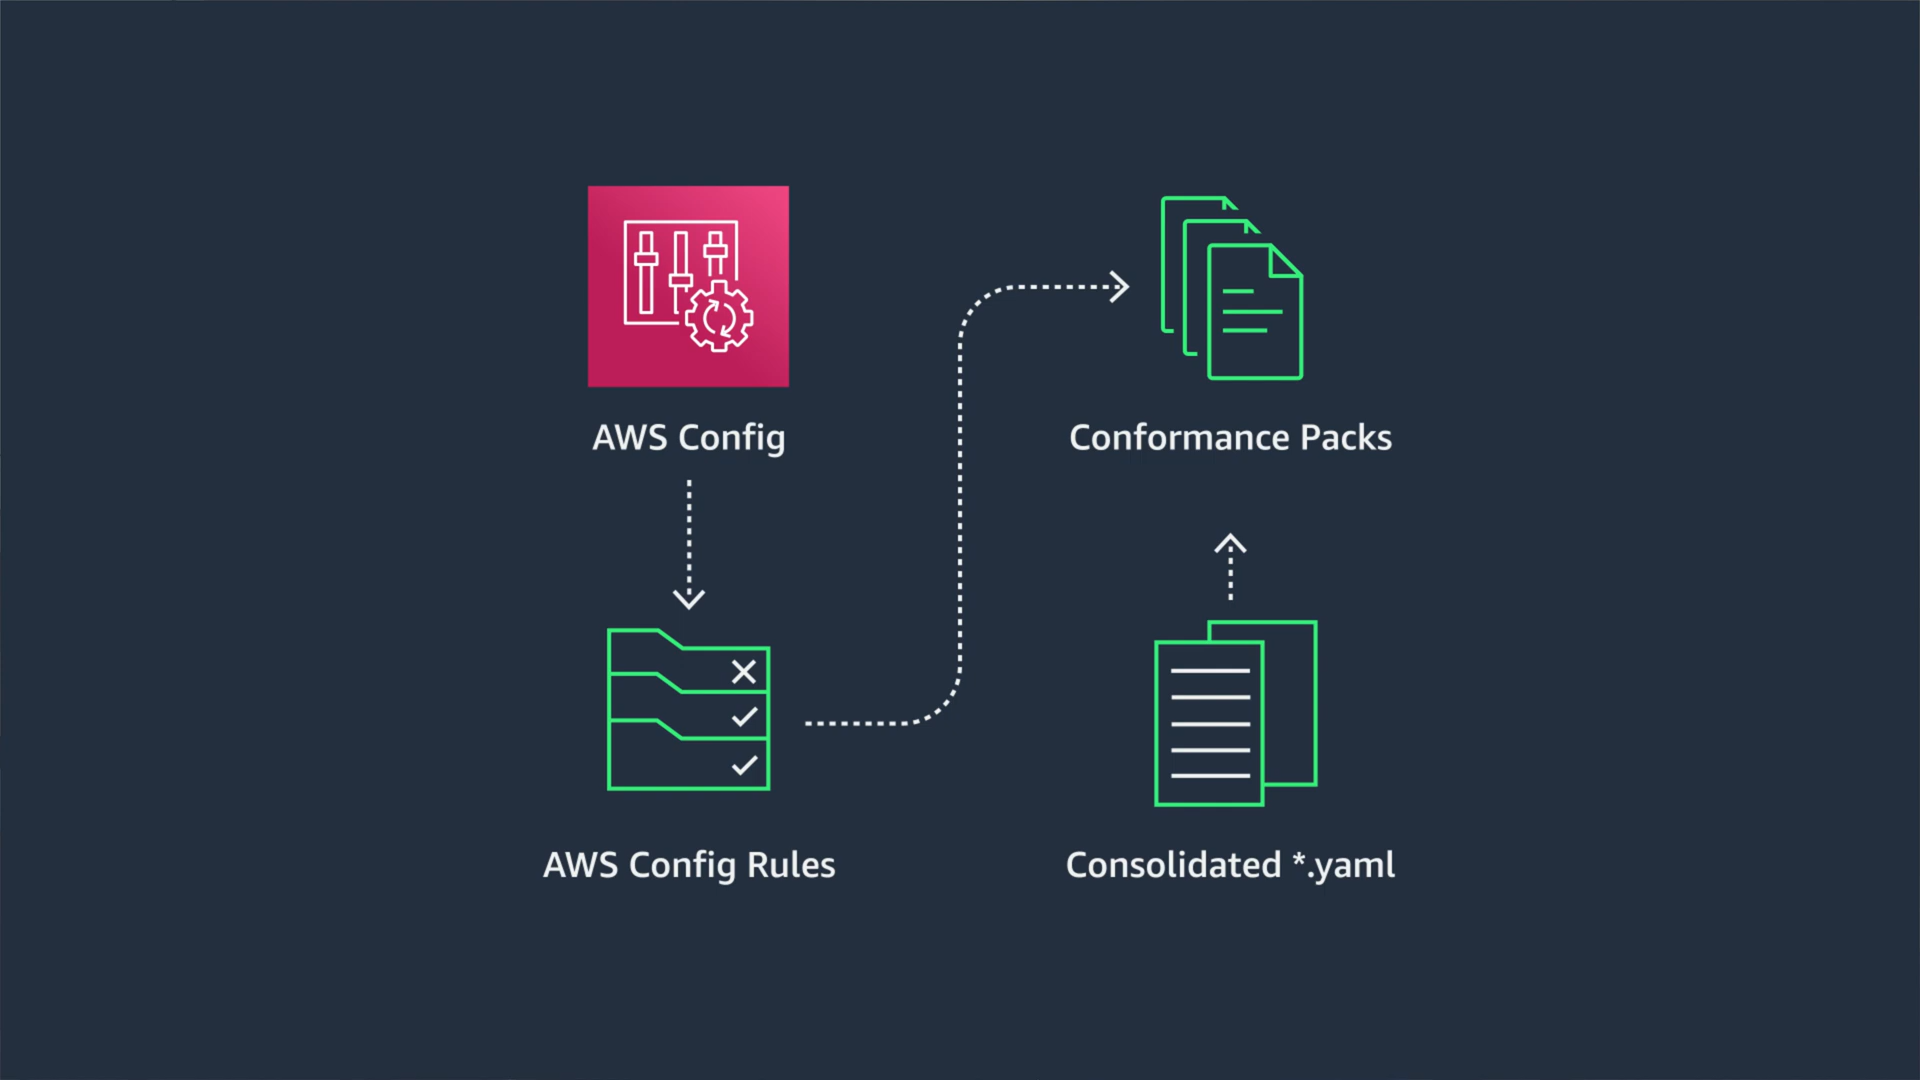 AWS Config
Conformance Packs
AWS Config Rules
Consolidated *.yaml